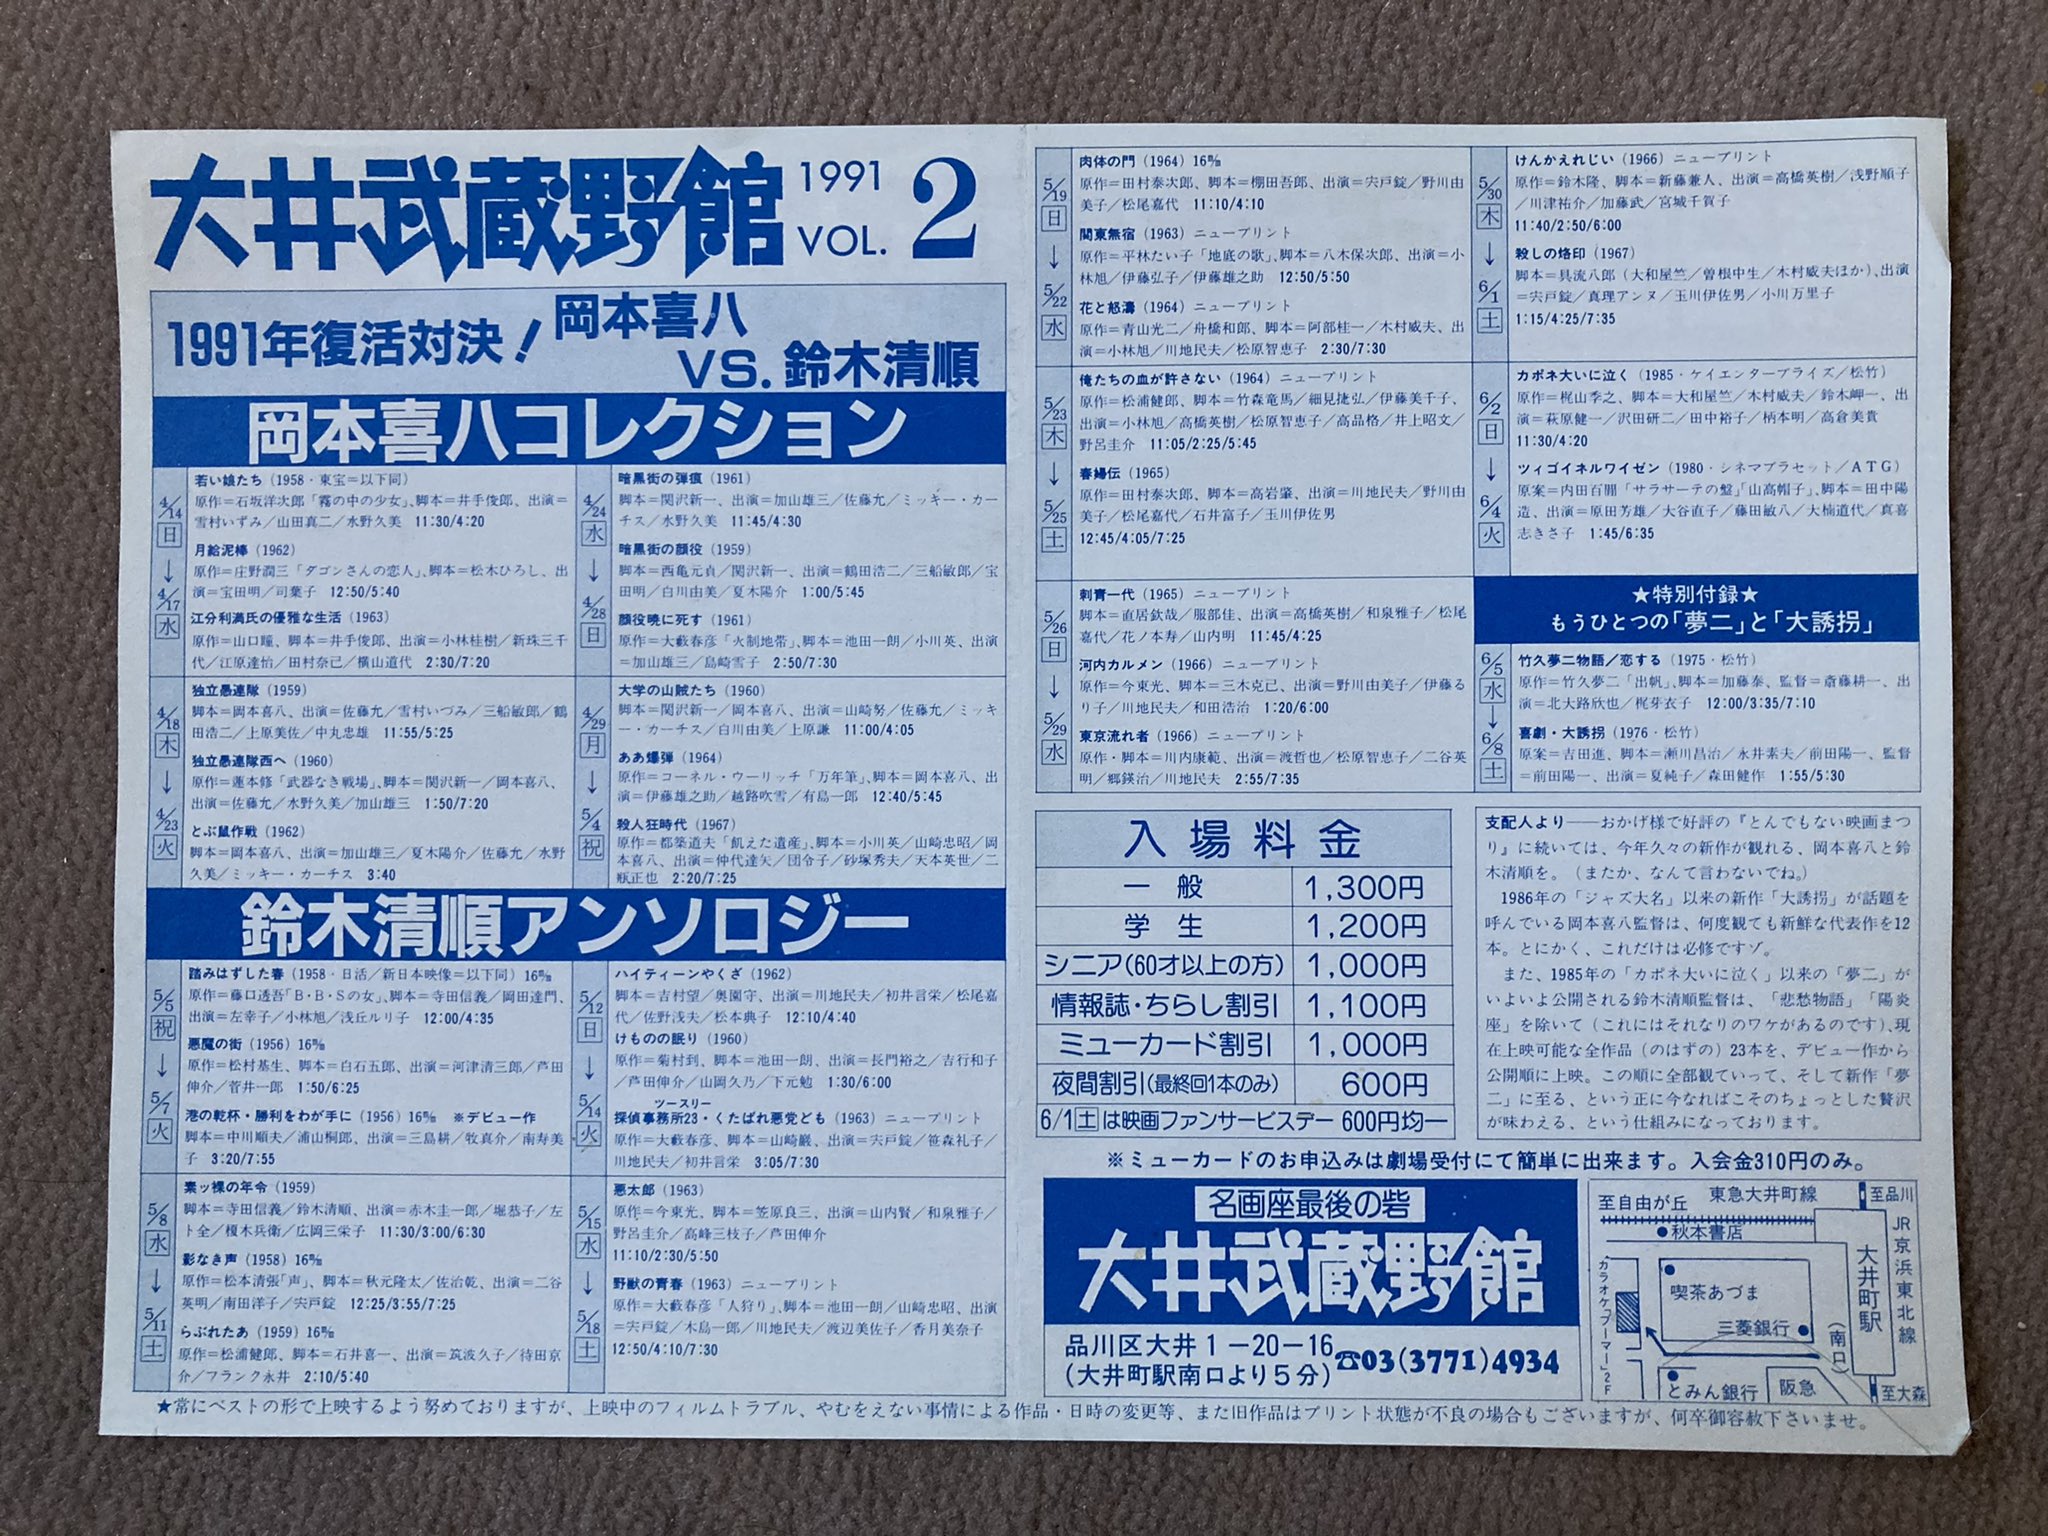 大井武蔵野館
1991
VOL. 2
1991年復活対決!
岡本喜八
VS.鈴木清順
岡本喜八コレクション
4/14
日
↓
4/17
水
若い娘たち（1958・東宝＝以下同）
原作＝石坂洋次郎「霧の中の少女」、脚本＝井手俊郎、出演＝
雪村いずみ／山田真二／水野久美 11:30/4:20
月給泥棒（1962）
原作＝庄野潤三「ダゴンさんの恋人」、脚本＝松木ひろし、出
演＝宝田明／司葉子 12:50/5:40
江分利満氏の優雅な生活（1963）
原作＝山口瞳、脚本＝井手俊郎、出演＝小林桂樹／新珠三千
代／江原達怡／田村奈己／横山道代 2:30/7:20
4/18
木
↓
4/23
火
独立愚連隊（1959）
脚本＝岡本喜八、出演＝佐藤允／雪村いづみ／三船敏郎／鶴
田浩二／上原美佐／中丸忠雄 11:55/5:25
独立愚連隊西へ（1960）
原作＝蓮本修「武器なき戦場」、脚本＝関沢新一／岡本喜八、
出演＝佐藤允／水野久美／加山雄三 1:50/7:20
どぶ鼠作戦（1962）
脚本＝岡本喜八、出演＝加山雄三／夏木陽介／佐藤允／水野
久美／ミッキー・カーチス 3:40
4/24
水
↓
4/28
日
暗黒街の弾痕（1961）
脚本＝関沢新一、出演＝加山雄三／佐藤允／ミッキー・カー
チス／水野久美 11:45/4:30
暗黒街の顔役（1959）
脚本＝西亀元貞／関沢新一、出演＝鶴田浩二／三船敏郎／宝
田明／白川由美／夏木陽介 1:00/5:45
顔役暁に死す（1961）
原作＝大藪春彦「火制地帯」、脚本＝池田一朗／小川英、出演
＝加山雄三／島崎雪子 2:50/7:30
4/29
月
↓
5/4
祝
大学の山賊たち（1960）
脚本＝関沢新一／岡本喜八、出演＝山崎努／佐藤允／ミッキ
ー・カーチス／白川由美／上原謙 11:00/4:05
ああ爆弾（1964）
原作＝コーネル・ウーリッチ「万年筆」、脚本＝岡本喜八、出
演＝伊藤雄之助／越路吹雪／有島一郎 12:40/5:45
殺人狂時代（1967）
原作＝都築道夫「飢えた遺産」、脚本＝小川英／山崎忠昭／岡
本喜八、出演＝仲代達矢／団令子／砂塚秀夫／天本英世／二
瓶正也 2:20/7:25
鈴木清順アンソロジー
5/5
祝
↓
5/7
火
踏みはずした春（1958・日活／新日本映像＝以下同）16㎜
原作＝藤口透吾「B・B・Sの女」、脚本＝寺田信義／岡田達門、
出演＝左幸子／小林旭／浅丘ルリ子 12:00/4:35
悪魔の街（1956）16㎜
原作＝松村基生、脚本＝白石五郎、出演＝河津清三郎／芦田
伸介／菅井一郎 1:50/6:25
港の乾杯・勝利をわが手に（1956）16㎜ ※デビュー作
脚本＝中川順夫／浦山桐郎、出演＝三島耕／牧真介／南寿美
子 3:20/7:55
5/8
水
↓
5/11
土
素ッ裸の年令（1959）
脚本＝寺田信義／鈴木清順、出演＝赤木圭一郎／堀恭子／左
ト全／榎木兵衛／広岡三栄子 11:30/3:00/6:30
影なき声（1958）16㎜
原作＝松本清張「声」、脚本＝秋元隆太／佐治乾、出演＝二谷
英明／南田洋子／宍戸錠 12:25/3:55/7:25
らぶれたあ（1959）16㎜
原作＝松浦健郎、脚本＝石井喜一、出演＝筑波久子／待田京
介／フランク永井 2:10/5:40
5/12
日
↓
5/14
火
ハイティーンやくざ（1962）
脚本＝吉村望／奥園守、出演＝川地民夫／初井言栄／松尾嘉
代／佐野浅夫／松本典子 12:10/4:40
けものの眠り（1960）
原作＝菊村到、脚本＝池田一朗、出演＝長門裕之／吉行和子
／芦田伸介／山岡久乃／下元勉 1:30/6:00
ツースリー
探偵事務所23・くたばれ悪党ども（1963）ニュープリント
原作＝大藪春彦、脚本＝山崎巖、出演＝宍戸錠／笹森礼子／
川地民夫／初井言栄 3:05/7:30
5/15
水
↓
5/18
土
悪太郎（1963）
原作＝今東光、脚本＝笠原良三、出演＝山内賢／和泉雅子／
野呂圭介／高峰三枝子／芦田伸介
11:10/2:30/5:50
野獣の青春（1963）ニュープリント
原作＝大藪春彦「人狩り」、脚本＝池田一朗／山崎忠昭、出演
＝宍戸錠／木島一郎／川地民夫／渡辺美佐子／香月美奈子
12:50/4:10/7:30
★常にベストの形で上映するよう努めておりますが、上映中のフィルムトラブル、やむをえない事情による作品・日時の変更等、また旧作品はプリント状態が不良の場合もございますが、何卒御容赦下さいませ。
5/19
日
↓
5/22
水
肉体の門（1964）16㎜
原作＝田村泰次郎、脚本＝棚田吾郎、出演＝宍戸錠／野川由
美子／松尾嘉代 11:10/4:10
関東無宿（1963）ニュープリント
原作＝平林たい子「地底の歌」、脚本＝八木保次郎、出演＝小
林旭／伊藤弘子／伊藤雄之助 12:50/5:50
花と怒濤（1964）ニュープリント
原作＝青山光二／舟橋和郎、脚本＝阿部桂一／木村威夫、出
演＝小林旭／川地民夫／松原智恵子 2:30/7:30
5/23
木
↓
5/25
土
俺たちの血が許さない（1964）ニュープリント
原作＝松浦健郎、脚本＝竹森竜馬／細見捷弘／伊藤美千子、
出演＝小林旭／高橋英樹／松原智恵子／高品格／井上昭文／
野呂圭介 11:05/2:25/5:45
春婦伝（1965）
原作＝田村泰次郎、脚本＝高岩肇、出演＝川地民夫／野川由
美子／松尾嘉代／石井富子／玉川伊佐男
12:45/4:05/7:25
5/26
日
↓
5/29
水
刺青一代（1965）ニュープリント
脚本＝直居欽哉／服部佳、出演＝高橋英樹／和泉雅子／松尾
嘉代／花ノ本寿／山内明 11:45/4:25
河内カルメン（1966）ニュープリント
原作＝今東光、脚本＝三木克己、出演＝野川由美子／伊藤る
り子／川地民夫／和田浩治 1:20/6:00
東京流れ者（1966）ニュープリント
原作・脚本＝川内康範、出演＝渡哲也／松原智恵子／二谷英
明／郷鍈治／川地民夫 2:55/7:35
5/30
木
↓
6/1
土
けんかえれじい（1966）ニュープリント
原作＝鈴木隆、脚本＝新藤兼人、出演＝高橋英樹／浅野順子
／川津祐介／加藤武／宮城千賀子
11:40/2:50/6:00
殺しの烙印（1967）
脚本＝具流八郎（大和屋竺／曽根中生／木村威夫ほか）、出演
＝宍戸錠／真理アンヌ／玉川伊佐男／小川万里子
1:15/4:25/7:35
6/2
日
↓
6/4
火
カポネ大いに泣く（1985・ケイエンタープライズ／松竹）
原作＝梶山季之、脚本＝大和屋竺／木村威夫／鈴木岬一、出
演＝萩原健一／沢田研二／田中裕子／柄本明／高倉美貴
11:30/4:20
ツィゴイネルワイゼン（1980・シネマプラセット／ATG）
原案＝内田百閒「サラサーテの盤」「山高帽子」、脚本＝田中陽
造、出演＝原田芳雄／大谷直子／藤田敏八／大楠道代／真喜
志きさ子 1:45/6:35
★特別付録★
もうひとつの「夢二」と「大誘拐」
6/5
水
↓
6/8
土
竹久夢二物語／恋する（1975・松竹）
原作＝竹久夢二「出帆」、脚本＝加藤泰、監督＝斎藤耕一、出
演＝北大路欣也／梶芽衣子 12:00/3:35/7:10
喜劇・大誘拐（1976・松竹）
原案＝吉田進、脚本＝瀬川昌治／永井素夫／前田陽一、監督
＝前田陽一、出演＝夏純子／森田健作 1:55/5:30
入場料金
一般 1,300円
学生 1,200円
シニア（60才以上の方） 1,000円
情報誌・ちらし割引 1,100円
ミューカード割引 1,000円
夜間割引（最終回1本のみ） 600円
6/1土は映画ファンサービスデー 600円均一
支配人より――おかげ様で好評の『とんでもない映画まつ
り』に続いては、今年久々の新作が観れる、岡本喜八と鈴
木清順を。（またか、なんて言わないでね。）
1986年の「ジャズ大名」以来の新作「大誘拐」が話題を
呼んでいる岡本喜八監督は、何度観ても新鮮な代表作を12
本。とにかく、これだけは必修ですゾ。
また、1985年の「カポネ大いに泣く」以来の「夢二」が
いよいよ公開される鈴木清順監督は、「悲愁物語」「陽炎
座」を除いて（これにはそれなりのワケがあるのです）、現
在上映可能な全作品（のはずの）23本を、デビュー作から
公開順に上映。この順に全部観ていって、そして新作「夢
二」に至る、という正に今なればこそのちょっとした贅沢
が味わえる、という仕組みになっております。
※ミューカードのお申込みは劇場受付にて簡単に出来ます。入会金310円のみ。
名画座最後の砦
大井武蔵野館
品川区大井1-20-16
（大井町駅南口より5分）
☎03(3771)4934
至自由が丘
東急大井町線
至品川
秋本書店
JR京浜東北線
大井町駅
カラオケブーマー2F
喫茶あづま
三菱銀行
（南口）
とみん銀行
阪急
至大森